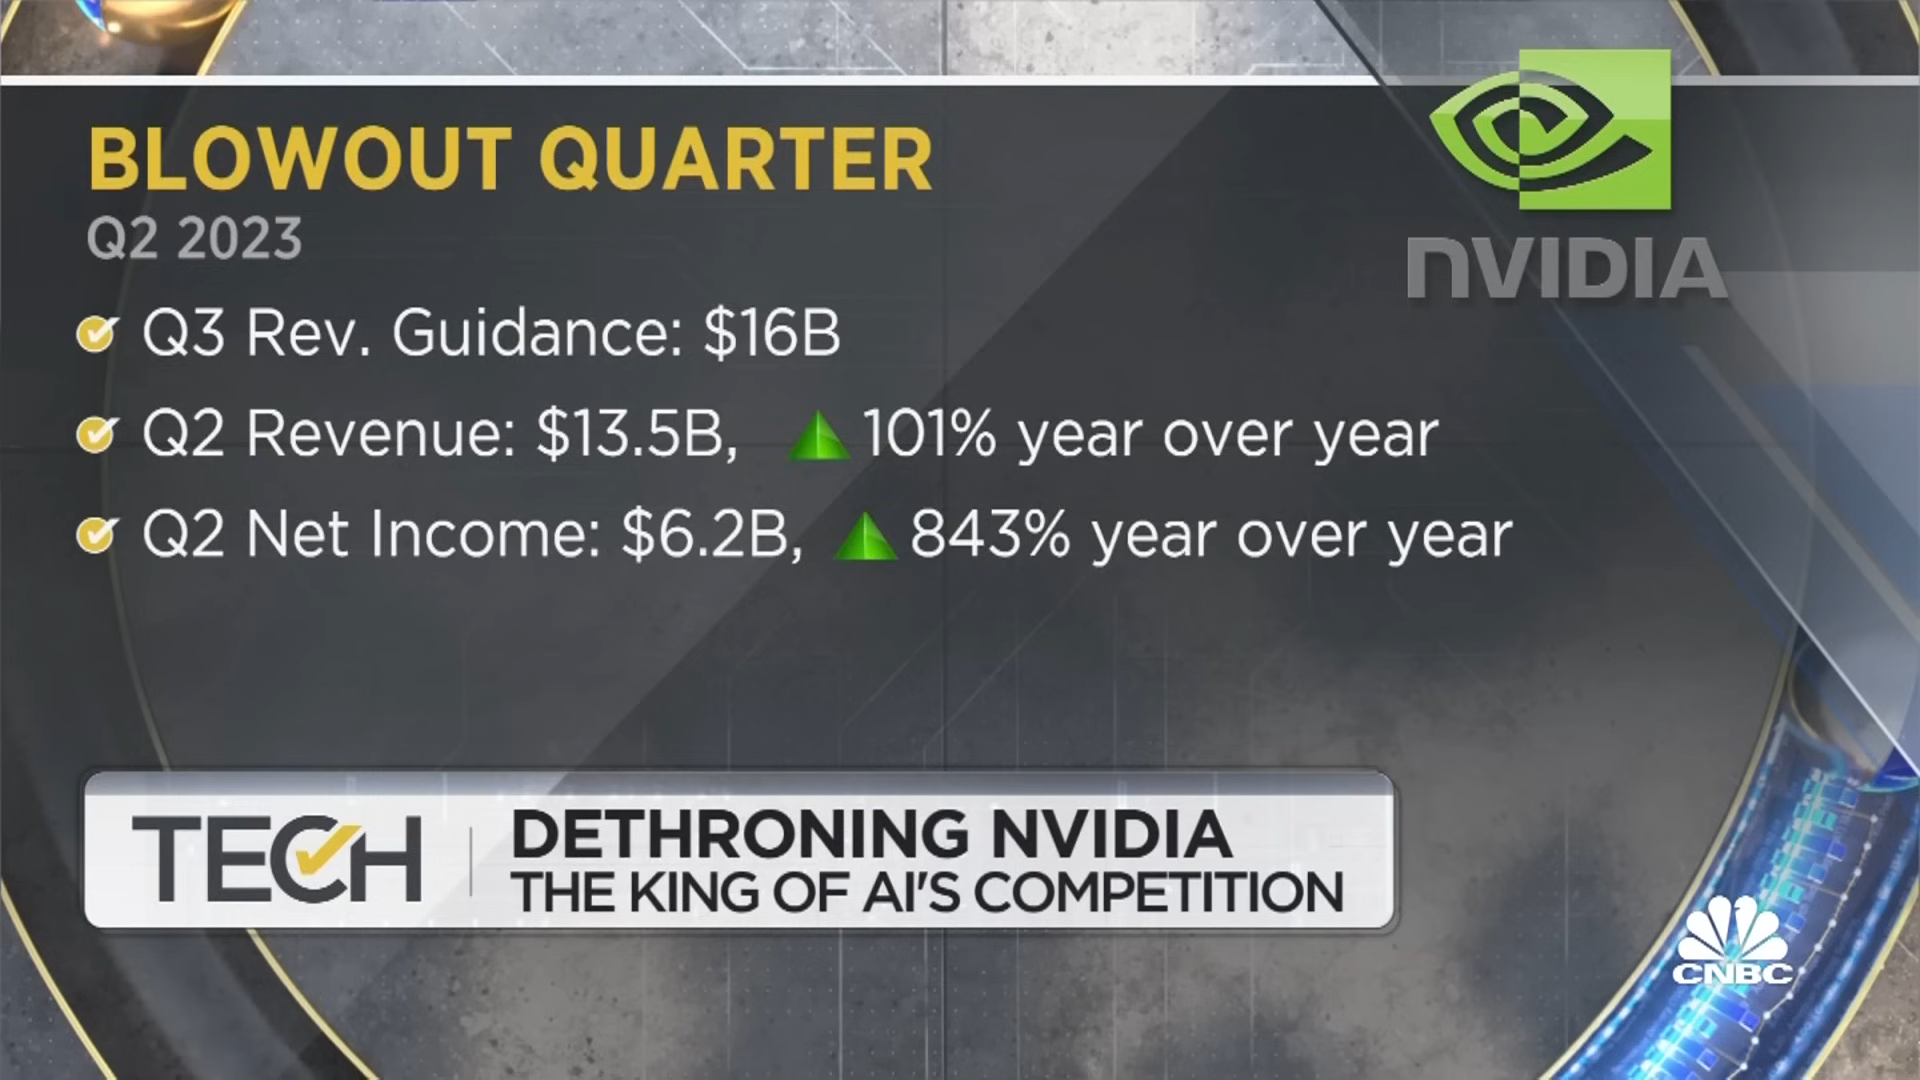 BLOWOUT QUARTER
Q2 2023
NVIDIA
Q3 Rev. Guidance: $16B
Q2 Revenue: $13.5B, 101% year over year
Q2 Net Income: $6.2B, 843% year over year
TECH
DETHRONING NVIDIA
THE KING OF AI'S COMPETITION
CNBC